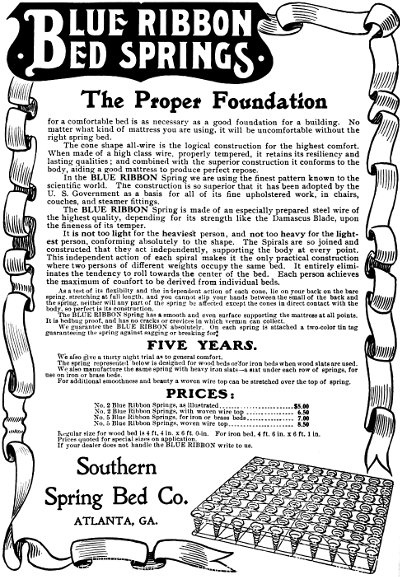 BLUE RIBBON
BED SPRINGS.
The Proper Foundation
for a comfortable bed is as necessary as a good foundation for a building. No
matter what kind of mattress you are using, it will be uncomfortable without the
right spring bed.
The cone shape all-wire is the logical construction for the highest comfort.
When made of a high class wire, properly tempered, it retains its resiliency and
lasting qualities; and combined with the superior construction it conforms to the
body, aiding a good mattress to produce perfect repose.
In the BLUE RIBBON Spring we are using the finest pattern known to the
scientific world. The construction is so superior that it has been adopted by the
U. S. Government as a basis for all of its fine upholstered work, in chairs,
couches, and steamer fittings.
The BLUE RIBBON Spring is made of an especially prepared steel wire of
the highest quality, depending for its strength like the Damascus Blade, upon
the fineness of its temper.
It is not too light for the heaviest person, and not too heavy for the light-
est person, conforming absolutely to the shape. The Spirals are so joined and
constructed that they act independently, supporting the body at every point.
This independent action of each spiral makes it the only practical construction
where two persons of different weights occupy the same bed. It entirely elim-
inates the tendency to roll towards the center of the bed. Each person achieves
the maximum of comfort to be derived from individual beds.
As a test of its flexibility and the independent action of each cone, lie on your back on the bare
spring, stretching at full length, and you cannot slip your hands between the small of the back and
the spring, neither will any part of the spring be affected except the cones in direct contact with the
body, so perfect is its construction.
The BLUE RIBBON Spring has a smooth and even surface supporting the mattress at all points.
It is bedbug proof, and has no cracks or crevices in which vermin can collect.
We guarantee the BLUE RIBBON absolutely. On each spring is attached a two-color tin tag
guaranteeing the spring against sagging or breaking for
FIVE YEARS.
We also give a thirty night trial as to general comfort.
The spring represented below is designed for wood beds or for iron beds when wood slats are used.
We also manufacture the same spring with heavy iron slats—a slat under each row of springs, for
use on iron or brass beds.
For additional smoothness and beauty a woven wire top can be stretched over the top of spring.
PRICES:
No. 2 Blue Ribbon Springs, as illustrated........$5.00
No. 2 Blue Ribbon Springs, with woven wire top........6.50
No. 5 Blue Ribbon Springs, for iron or brass beds........7.00
No. 5 Blue Ribbon Springs, woven wire top........8.50
Regular size for wood bed is 4 ft. 4 in. x 6 ft. 0-in. For iron bed, 4 ft. 6 in. x 6 ft. 1 in.
Prices quoted for special sizes on application.
If your dealer does not handle the BLUE RIBBON write to us.
Southern
Spring Bed Co.
ATLANTA, GA.